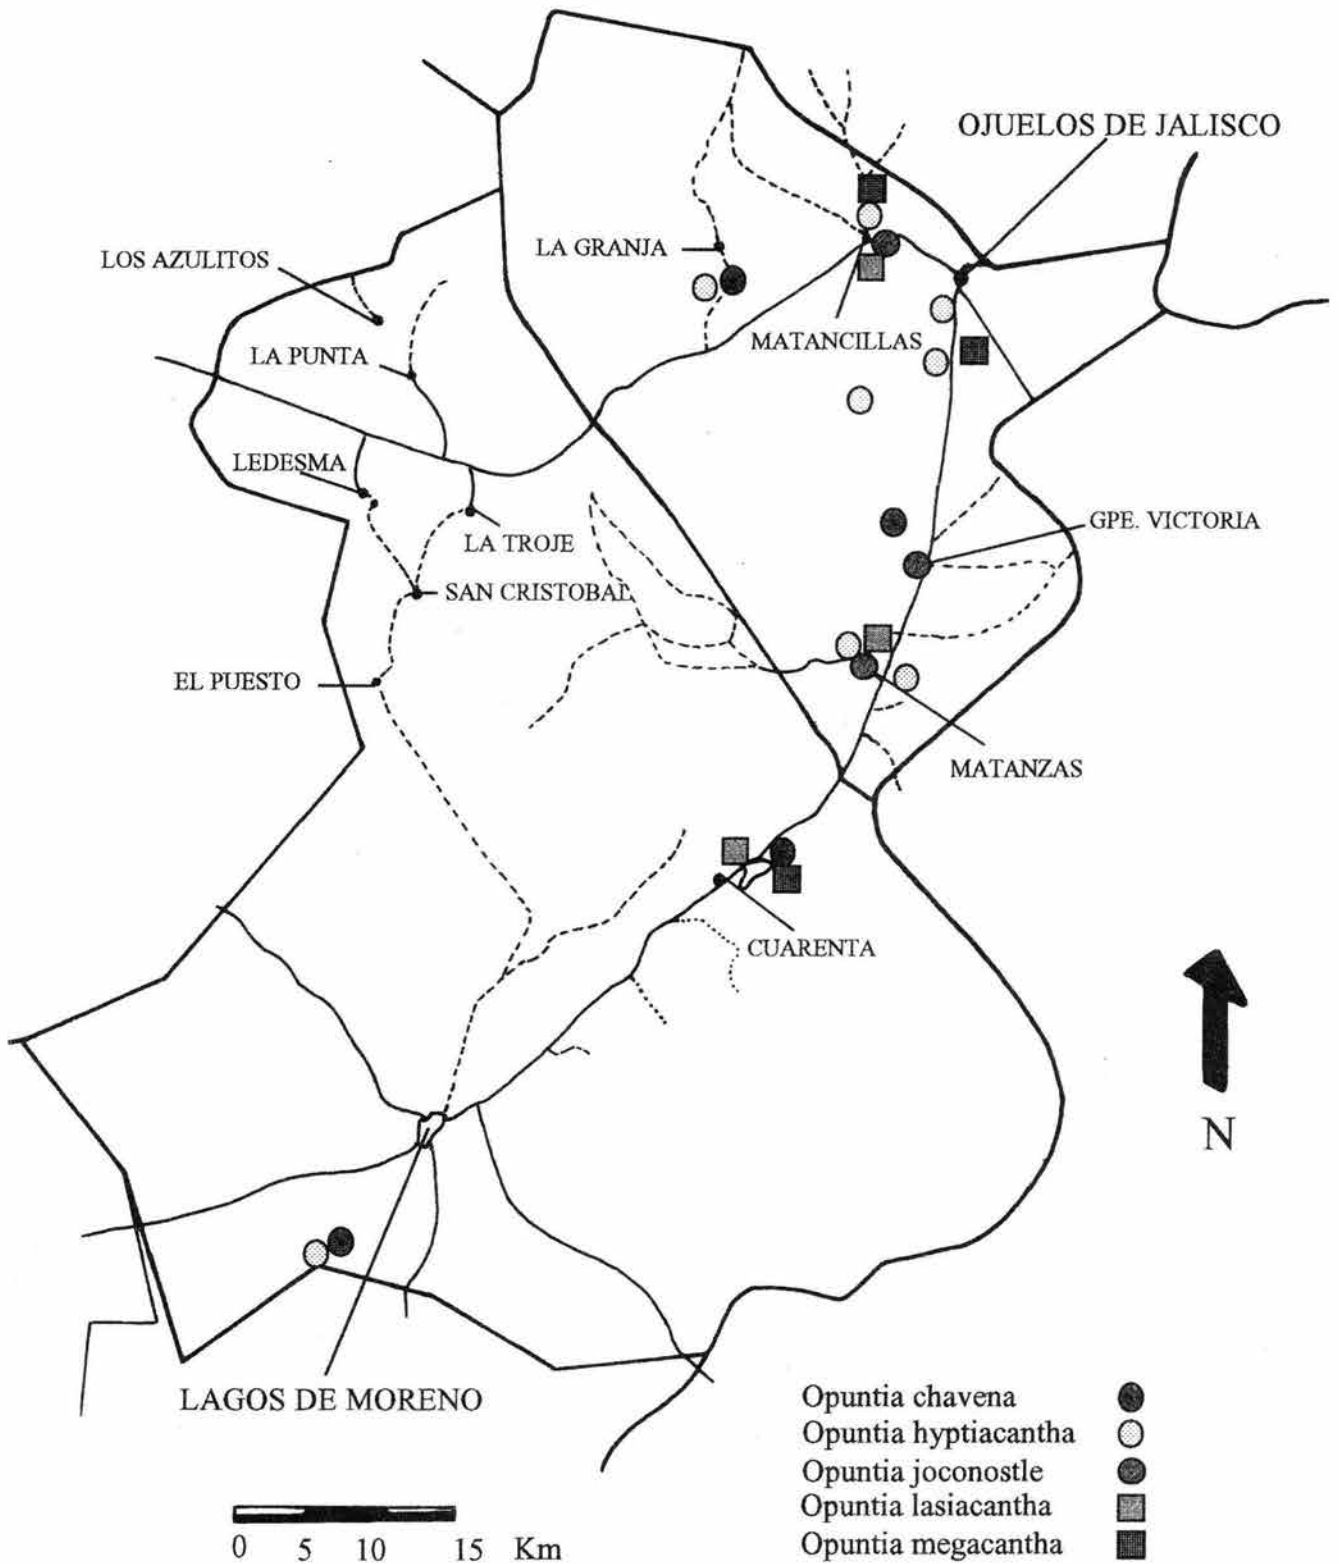 OJUELOS DE JALISCO
LA GRANJA
LOS AZULITOS
MATANCILLAS
LA PUNTA
LEDESMA
GPE. VICTORIA
LA TROJE
SAN CRISTOBAL
EL PUESTO
MATANZAS
CUARENTA
N
LAGOS DE MORENO
Opuntia chavena
Opuntia hyptiacantha
Opuntia joconostle
Opuntia lasiacantha
Opuntia megacantha
0 5 10 15 Km